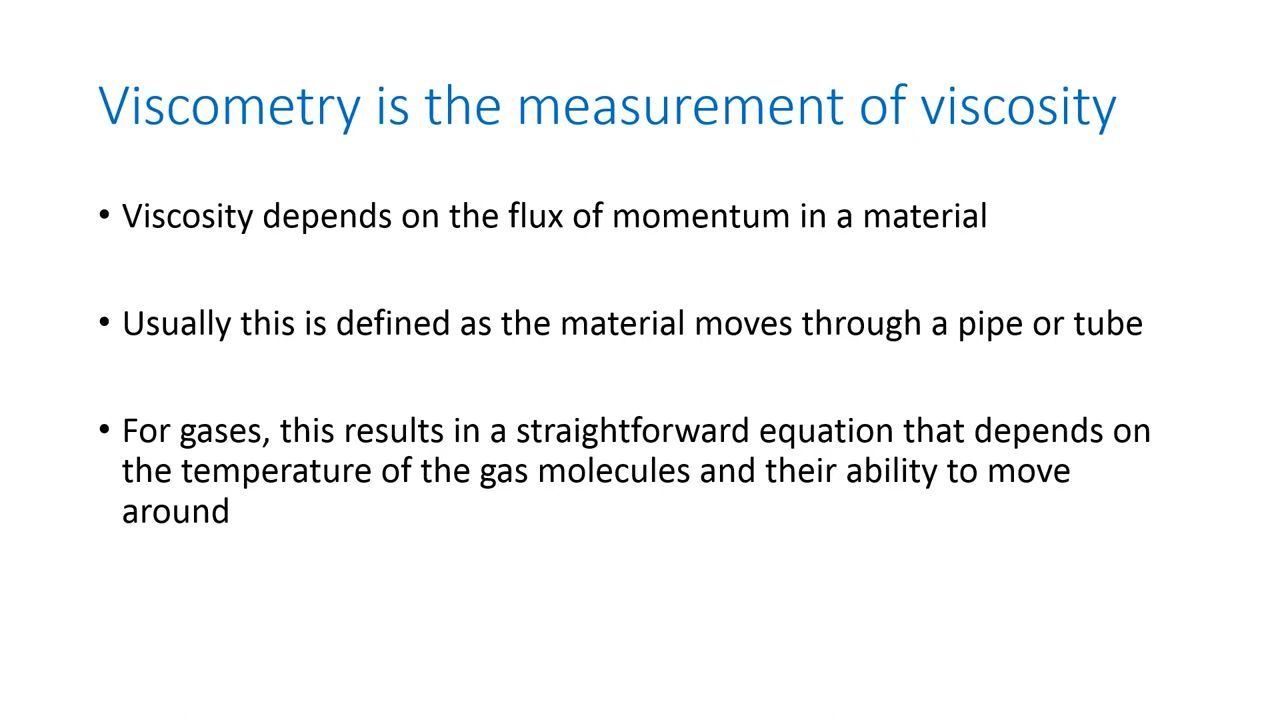 Viscometry is the measurement of viscosity
• Viscosity depends on the flux of momentum in a material
• Usually this is defined as the material moves through a pipe or tube
• For gases, this results in a straightforward equation that depends on
the temperature of the gas molecules and their ability to move
around